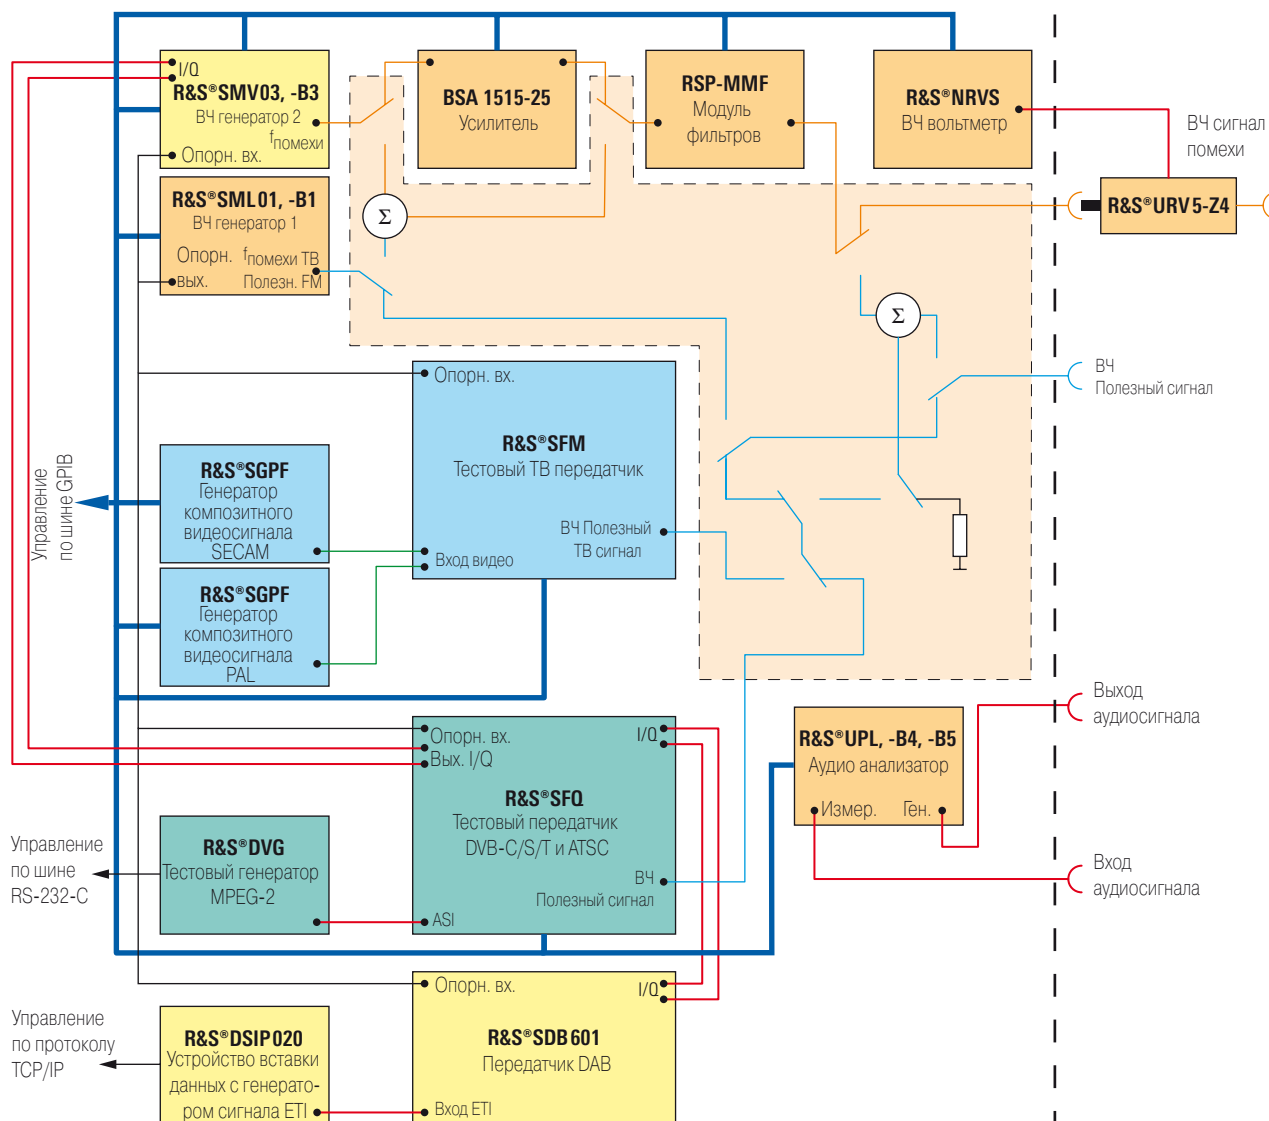 I/Q
R&S®SMV03, -B3
ВЧ генератор 2
fпомехи
Опорн. вх.
BSA 1515-25
Усилитель
RSP-MMF
Модуль
фильтров
R&S®NRVS
ВЧ вольтметр
ВЧ сигнал
помехи
R&S®URV5-Z4
R&S®SML01, -B1
ВЧ генератор 1
Опорн.
вых.
fпомехи ТВ
Полезн. FM
Σ
Σ
ВЧ
Полезный сигнал
Опорн. вх.
R&S®SFM
Тестовый ТВ передатчик
ВЧ Полезный
ТВ сигнал
Вход видео
Управление
по шине GPIB
R&S®SGPF
Генератор
композитного
видеосигнала
SECAM
R&S®SGPF
Генератор
композитного
видеосигнала
PAL
Опорн. вх.
Вых. I/Q
I/Q
R&S®SFQ
Тестовый передатчик
DVB-C/S/T и ATSC
ВЧ
Полезный сигнал
ASI
R&S®UPL, -B4, -B5
Аудио анализатор
Измер.
Ген.
Выход
аудиосигнала
Вход
аудиосигнала
Управление
по шине
RS-232-C
R&S®DVG
Тестовый генератор
MPEG-2
Опорн. вх.
I/Q
R&S®SDB601
Передатчик DAB
Вход ETI
Управление
по протоколу
TCP/IP
R&S®DSIP020
Устройство вставки
данных с генерато-
ром сигнала ETI